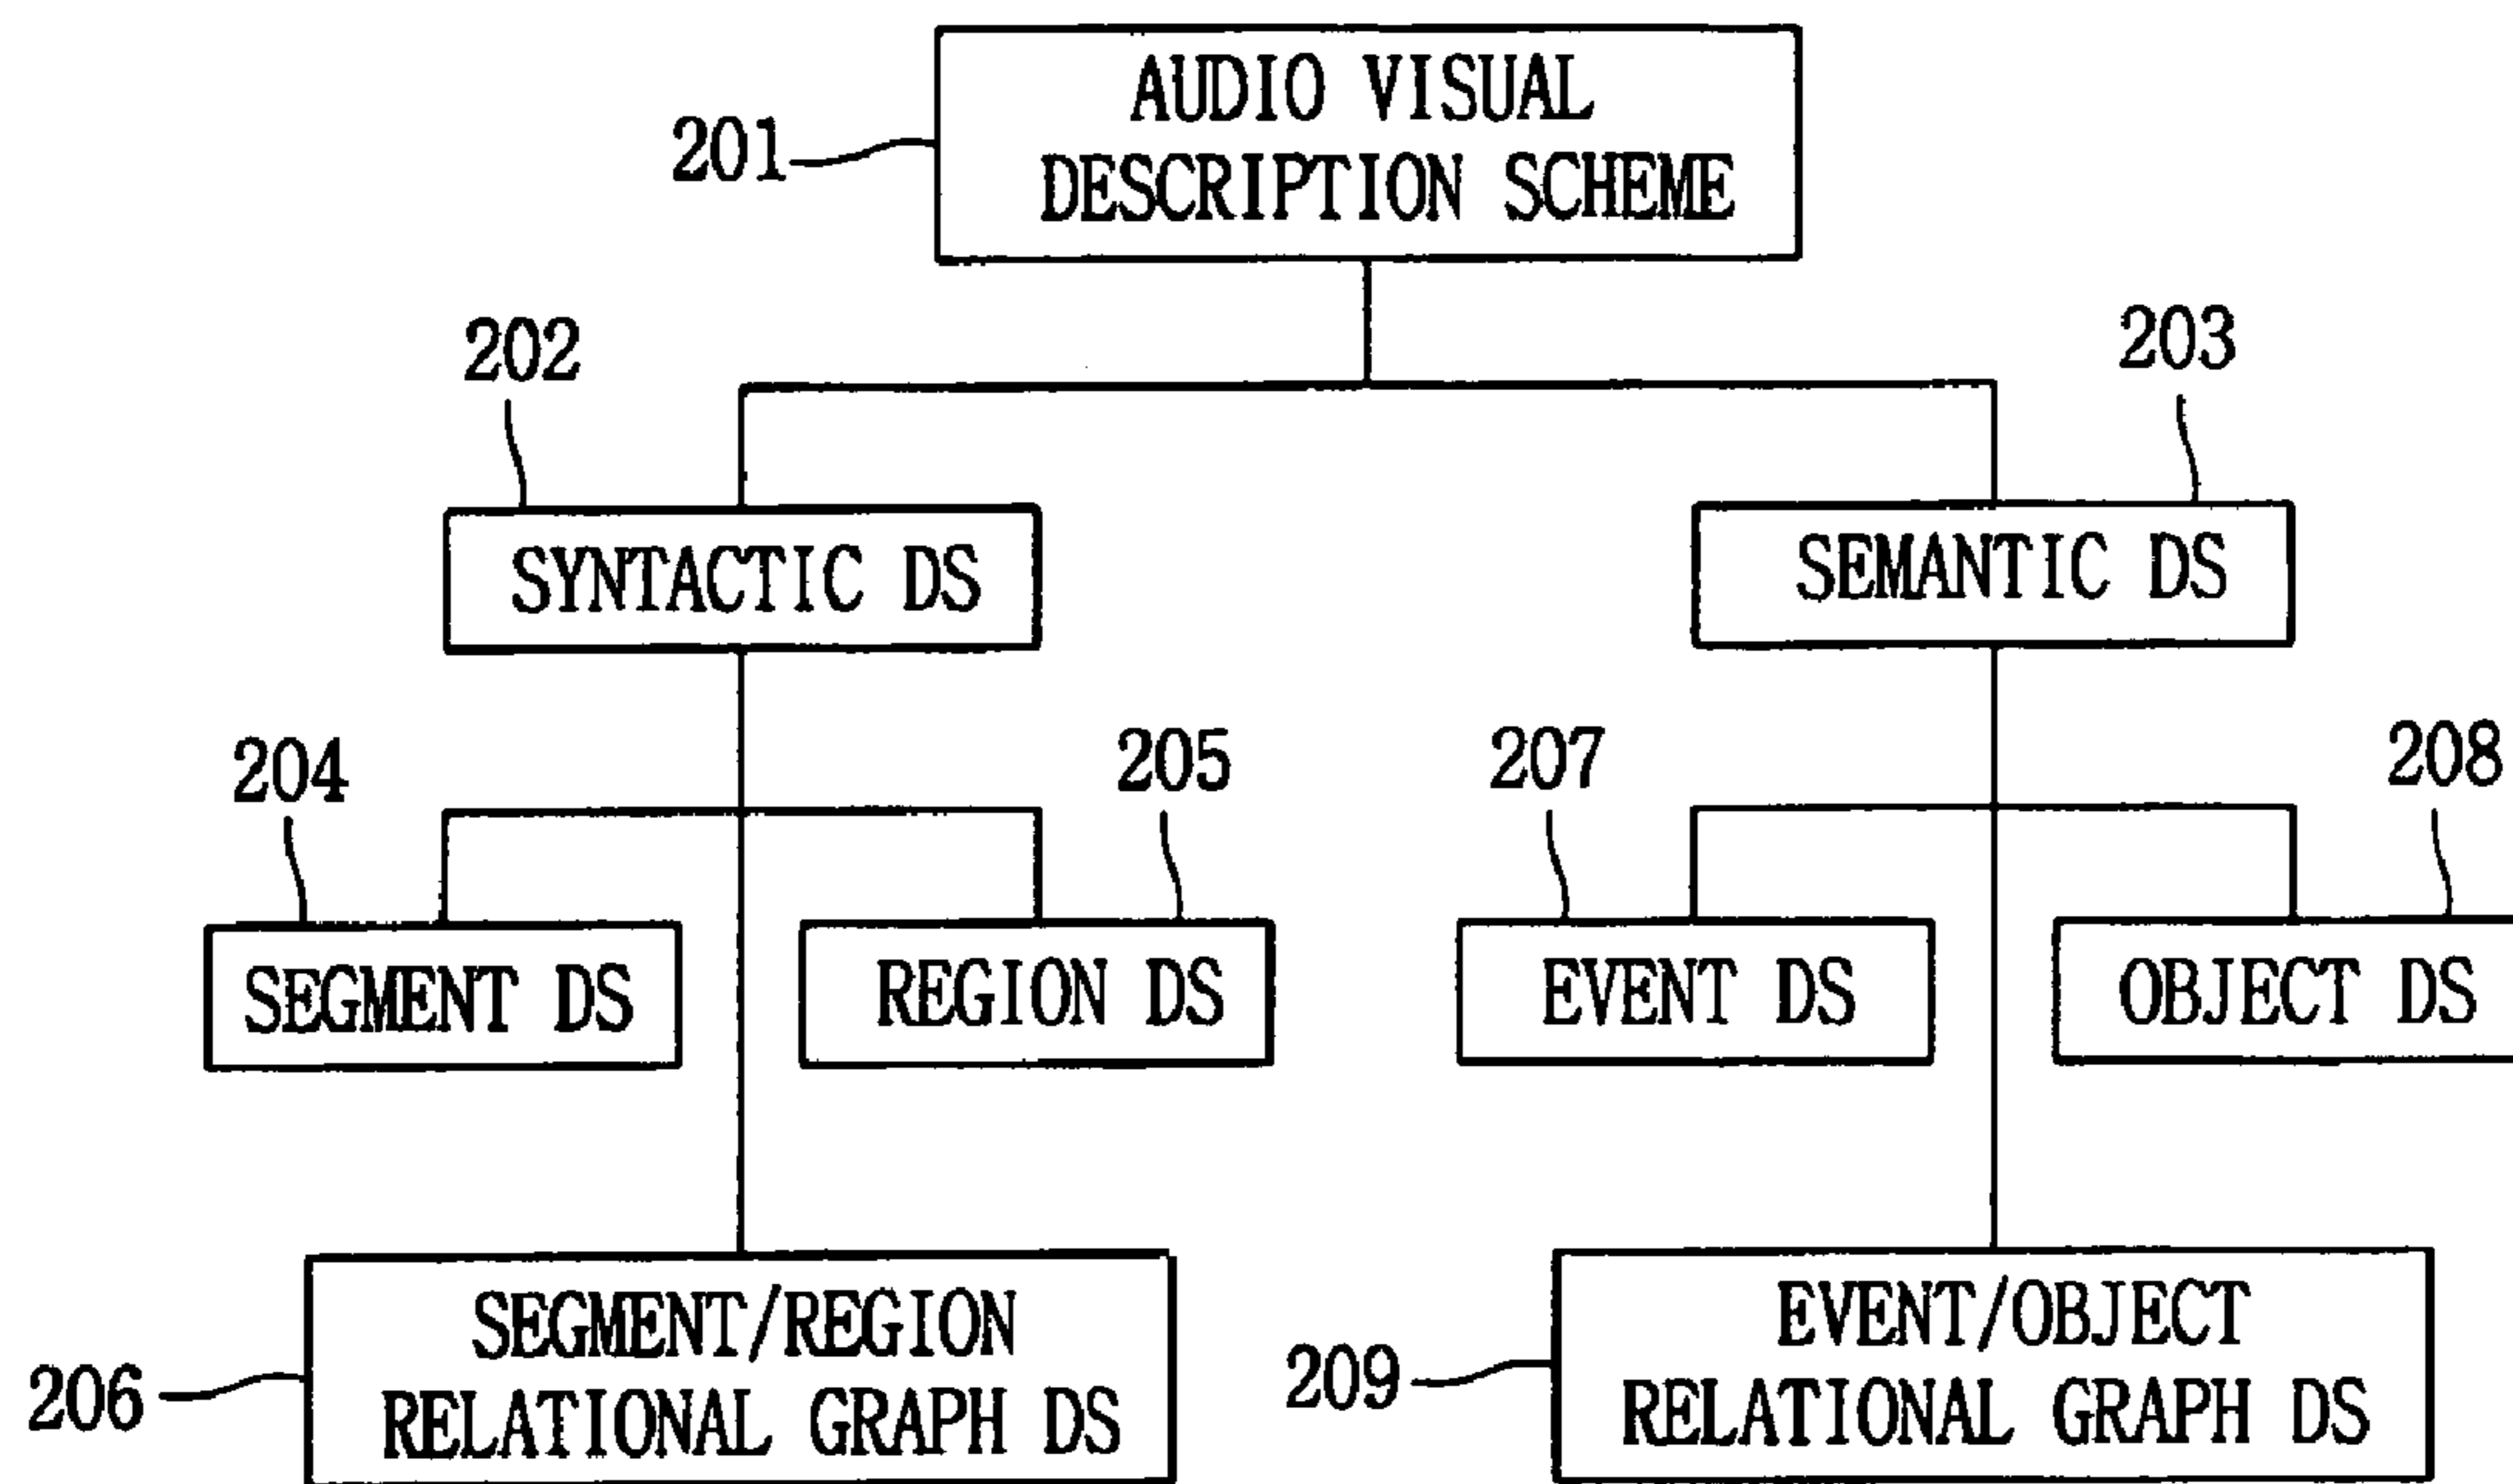 AUDIO VISUAL
DESCRIPTION SCHEME
201
202
203
SYNTACTIC DS
SEMANTIC DS
204
205
207
208
SEGMENT DS
REGION DS
EVENT DS
OBJECT DS
SEGMENT/REGION
RELATIONAL GRAPH DS
206
EVENT/OBJECT
RELATIONAL GRAPH DS
209